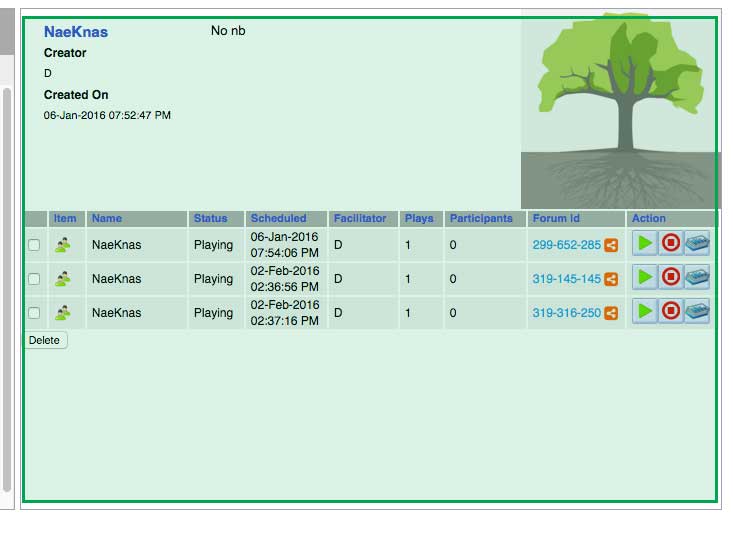 NaeKnas No nb
Creator
D
Created On
06-Jan-2016 07:52:47 PM
Item Name Status Scheduled Facilitator Plays Participants Forum Id Action
NaeKnas Playing 06-Jan-2016 07:54:06 PM D 1 0 299-652-285
NaeKnas Playing 02-Feb-2016 02:36:56 PM D 1 0 319-145-145
NaeKnas Playing 02-Feb-2016 02:37:16 PM D 1 0 319-316-250
Delete